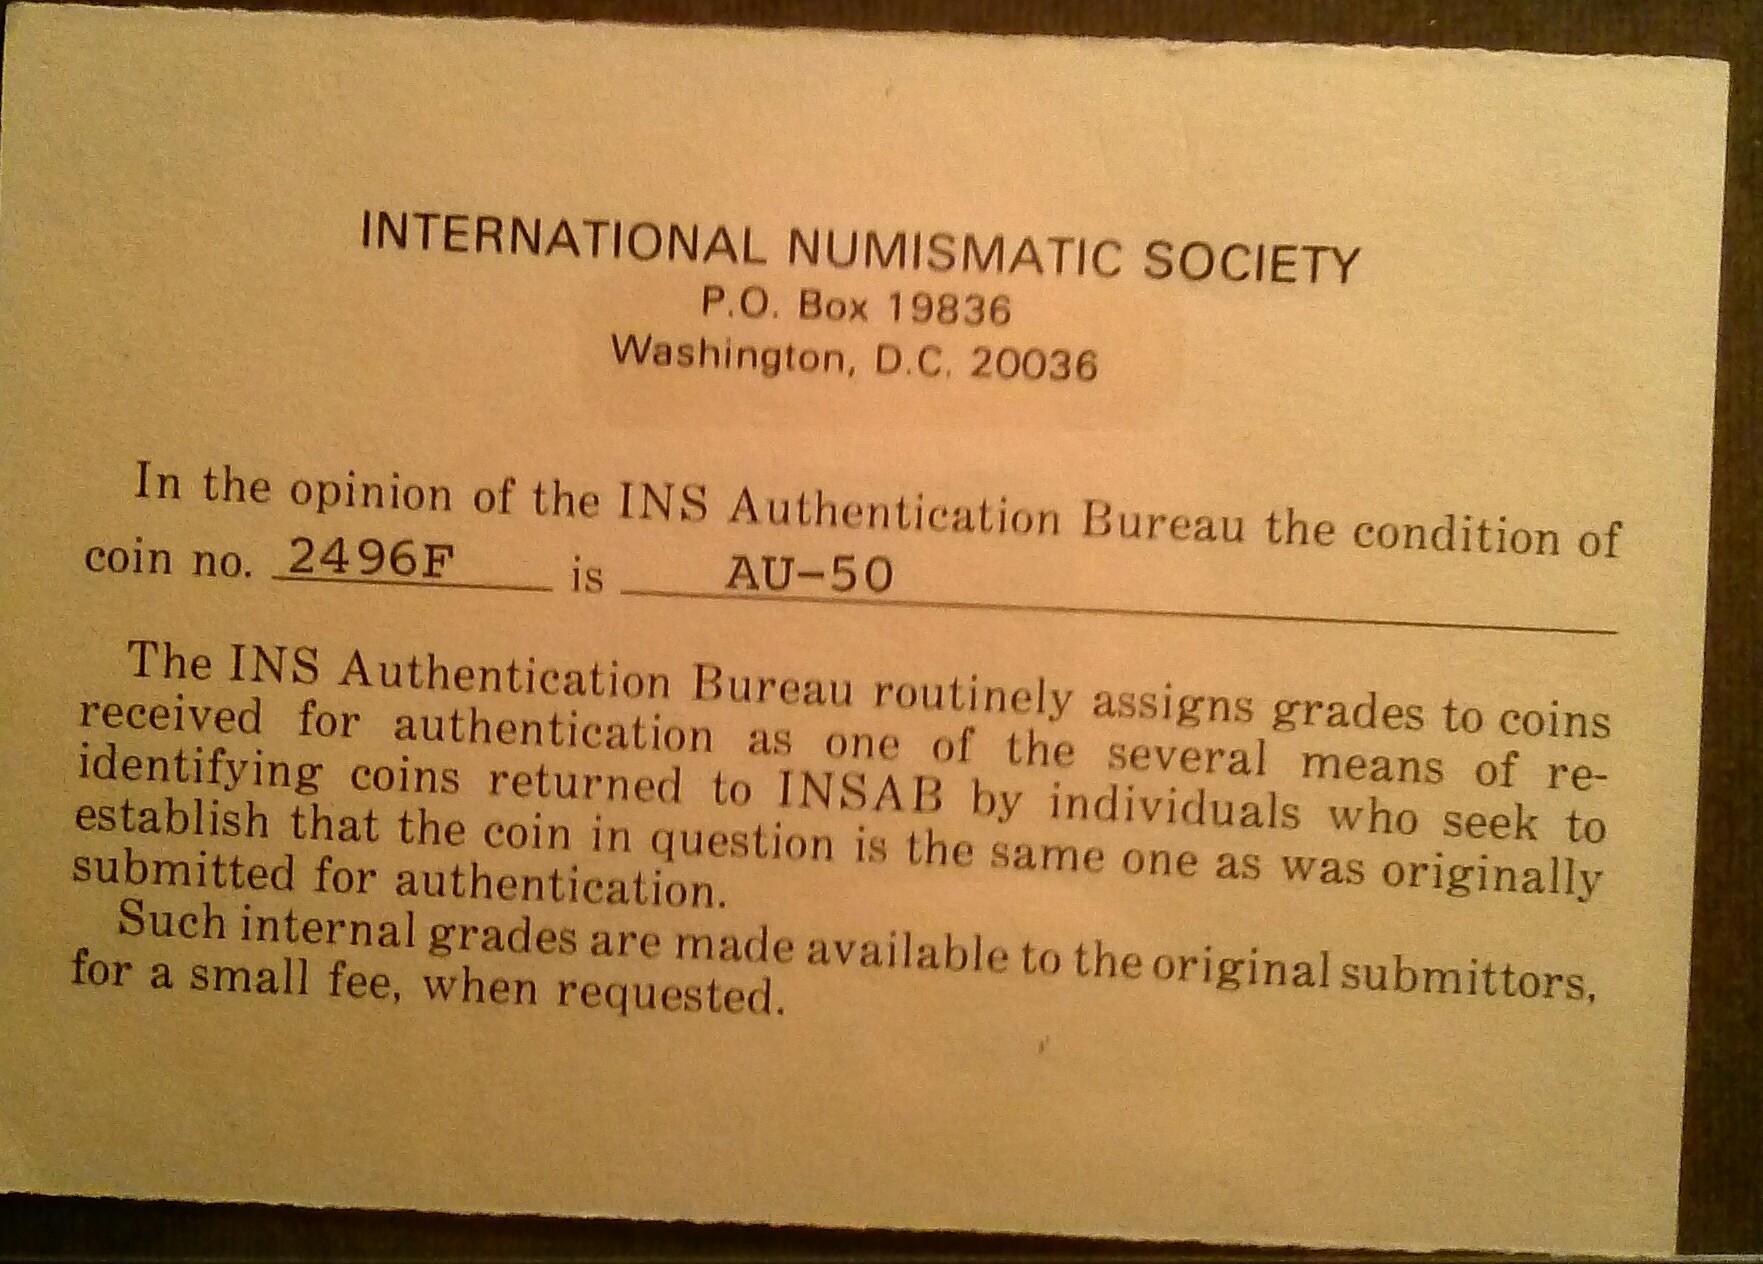 INTERNATIONAL NUMISMATIC SOCIETY
P.O. Box 19836
Washington, D.C. 20036
In the opinion of the INS Authentication Bureau the condition of
coin no. 2496F is AU-50
The INS Authentication Bureau routinely assigns grades to coins
received for authentication as one of the several means of re-
identifying coins returned to INSAB by individuals who seek to
establish that the coin in question is the same one as was originally
submitted for authentication.
Such internal grades are made available to the original submittors,
for a small fee, when requested.